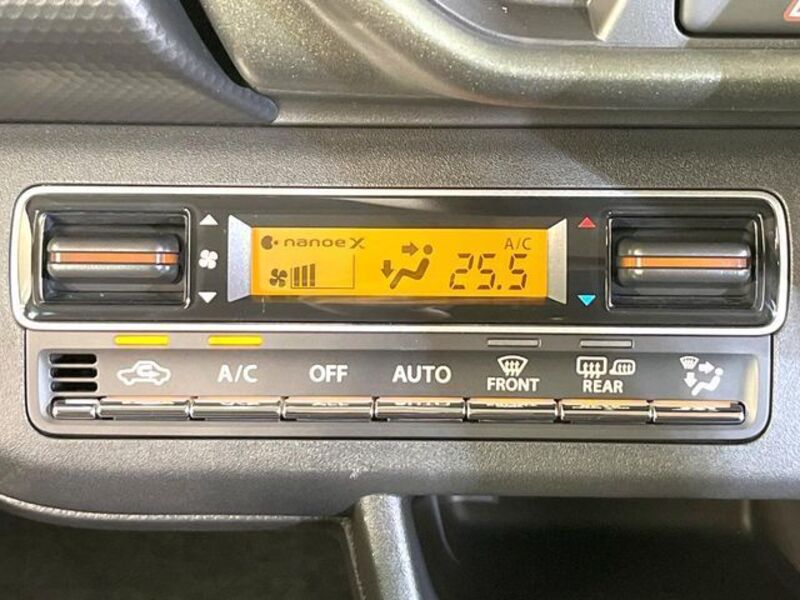 nanoe X
A/C
25.5
A/C OFF AUTO FRONT REAR